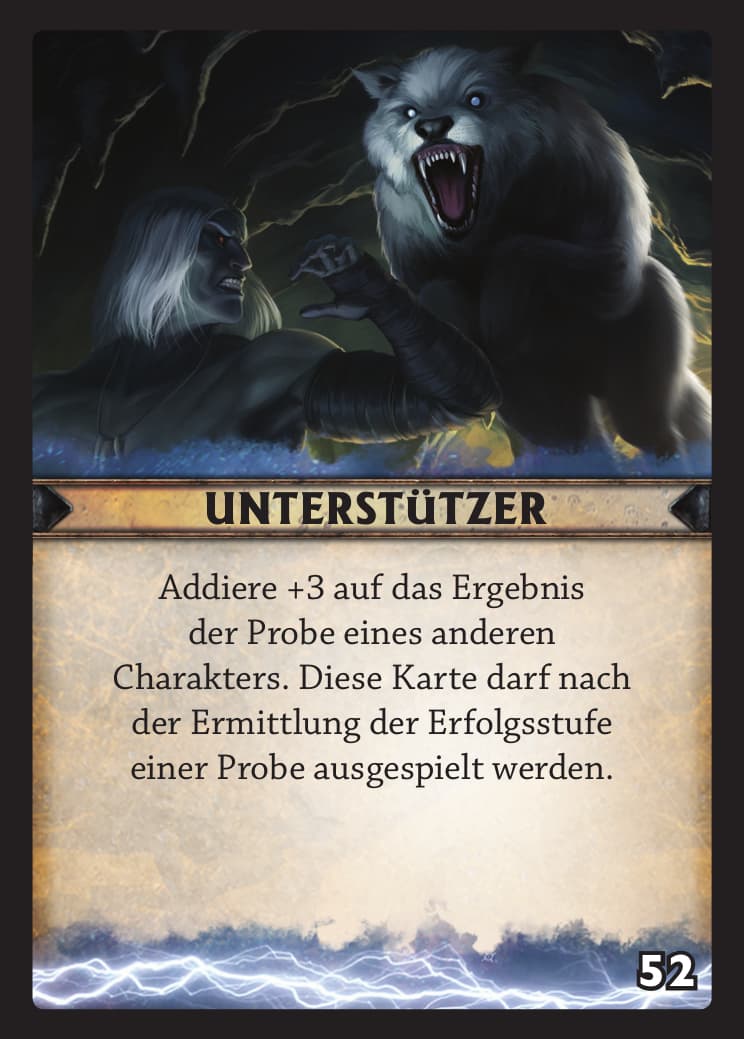 UNTERSTÜTZER
Addiere +3 auf das Ergebnis
der Probe eines anderen
Charakters. Diese Karte darf nach
der Ermittlung der Erfolgsstufe
einer Probe ausgespielt werden.
52